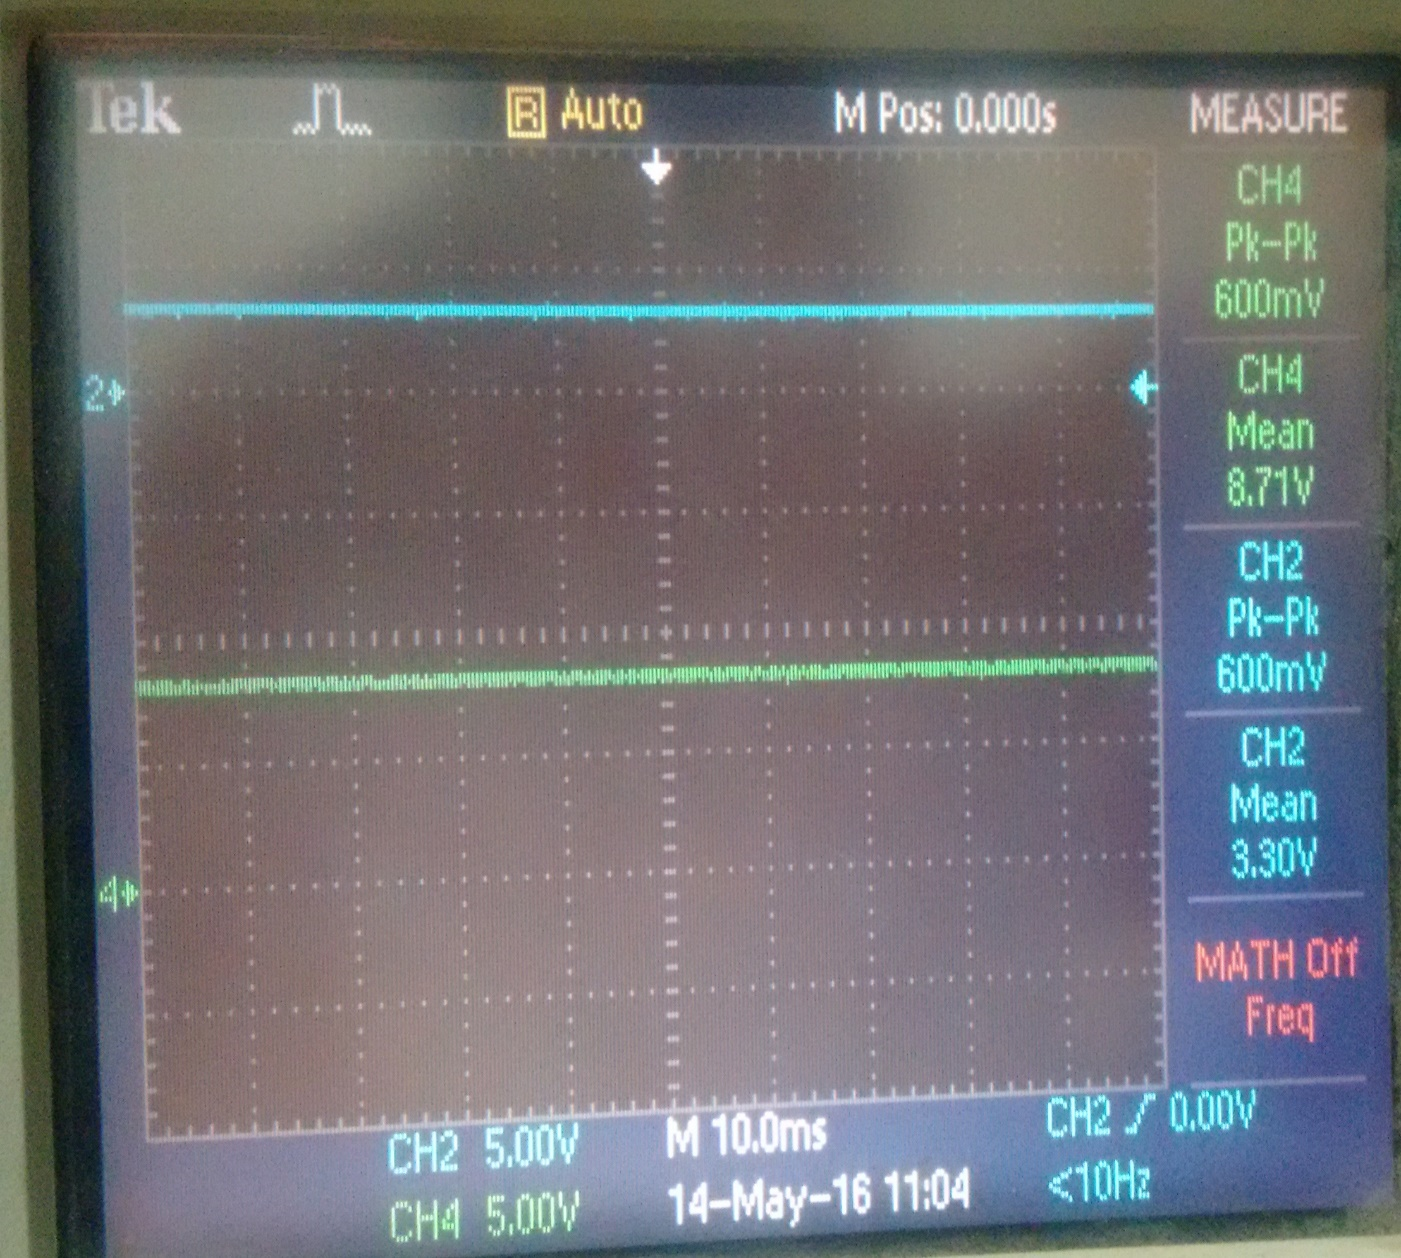 Tek R Auto M Pos: 0.000s MEASURE
CH4
Pk-Pk
600mV
CH4
Mean
8.71V
2
CH2
Pk-Pk
600mV
CH2
Mean
3.30V
4
MATH Off
Freq
CH2 5.00V M 10.0ms CH2 0.00V
CH4 5.00V 14-May-16 11:04 <10Hz